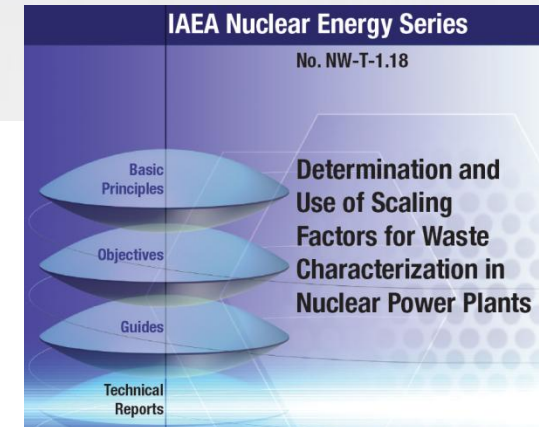 IAEA Nuclear Energy Series
No. NW-T-1.18
Basic
Principles
Determination and
Use of Scaling
Factors for Waste
Characterization in
Nuclear Power Plants
Objectives
Guides
Technical
Reports